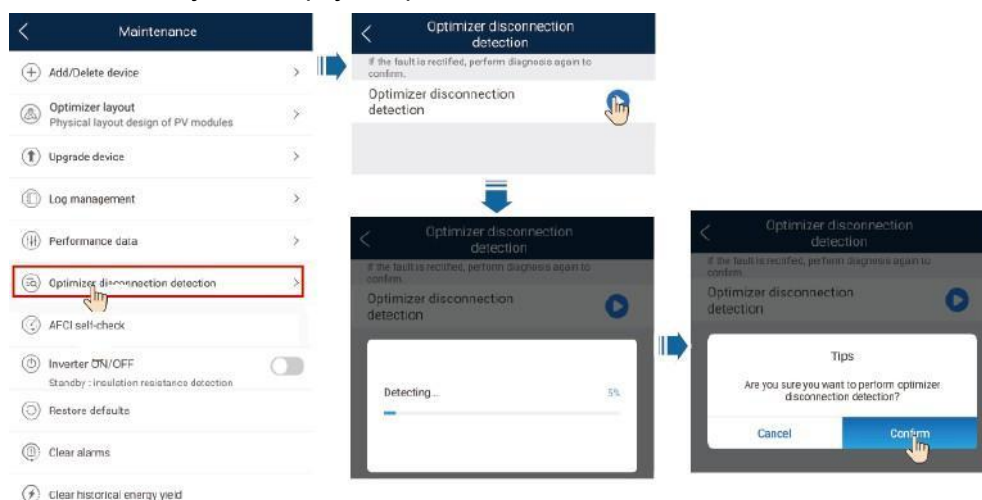 Maintenance
Add/Delete device
Optimizer layout
Physical layout design of PV modules
Upgrade device
Log management
Performance data
Optimizer disconnection detection
AFCI self-check
Inverter ON/OFF
Standby : insulation resistance detection
Restore defaults
Clear alarms
Clear historical energy yield
Optimizer disconnection
detection
If the fault is rectified, perform diagnosis again to
confirm.
Optimizer disconnection
detection
Optimizer disconnection
detection
If the fault is rectified, perform diagnosis again to
confirm.
Optimizer disconnection
detection
Detecting...
5%
Optimizer disconnection
detection
If the fault is rectified, perform diagnosis again to
confirm.
Optimizer disconnection
detection
Tips
Are you sure you want to perform optimizer
disconnection detection?
Cancel
Confirm